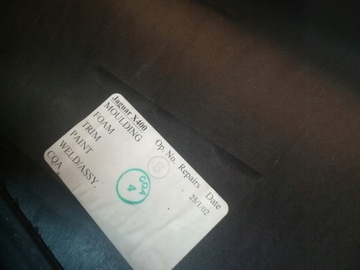 Jaguar X400 Op. No. Repairs Date
MOULDING 25/1/02
FOAM
TRIM
PAINT
WELD/ASSY.
CQA
CQA
4